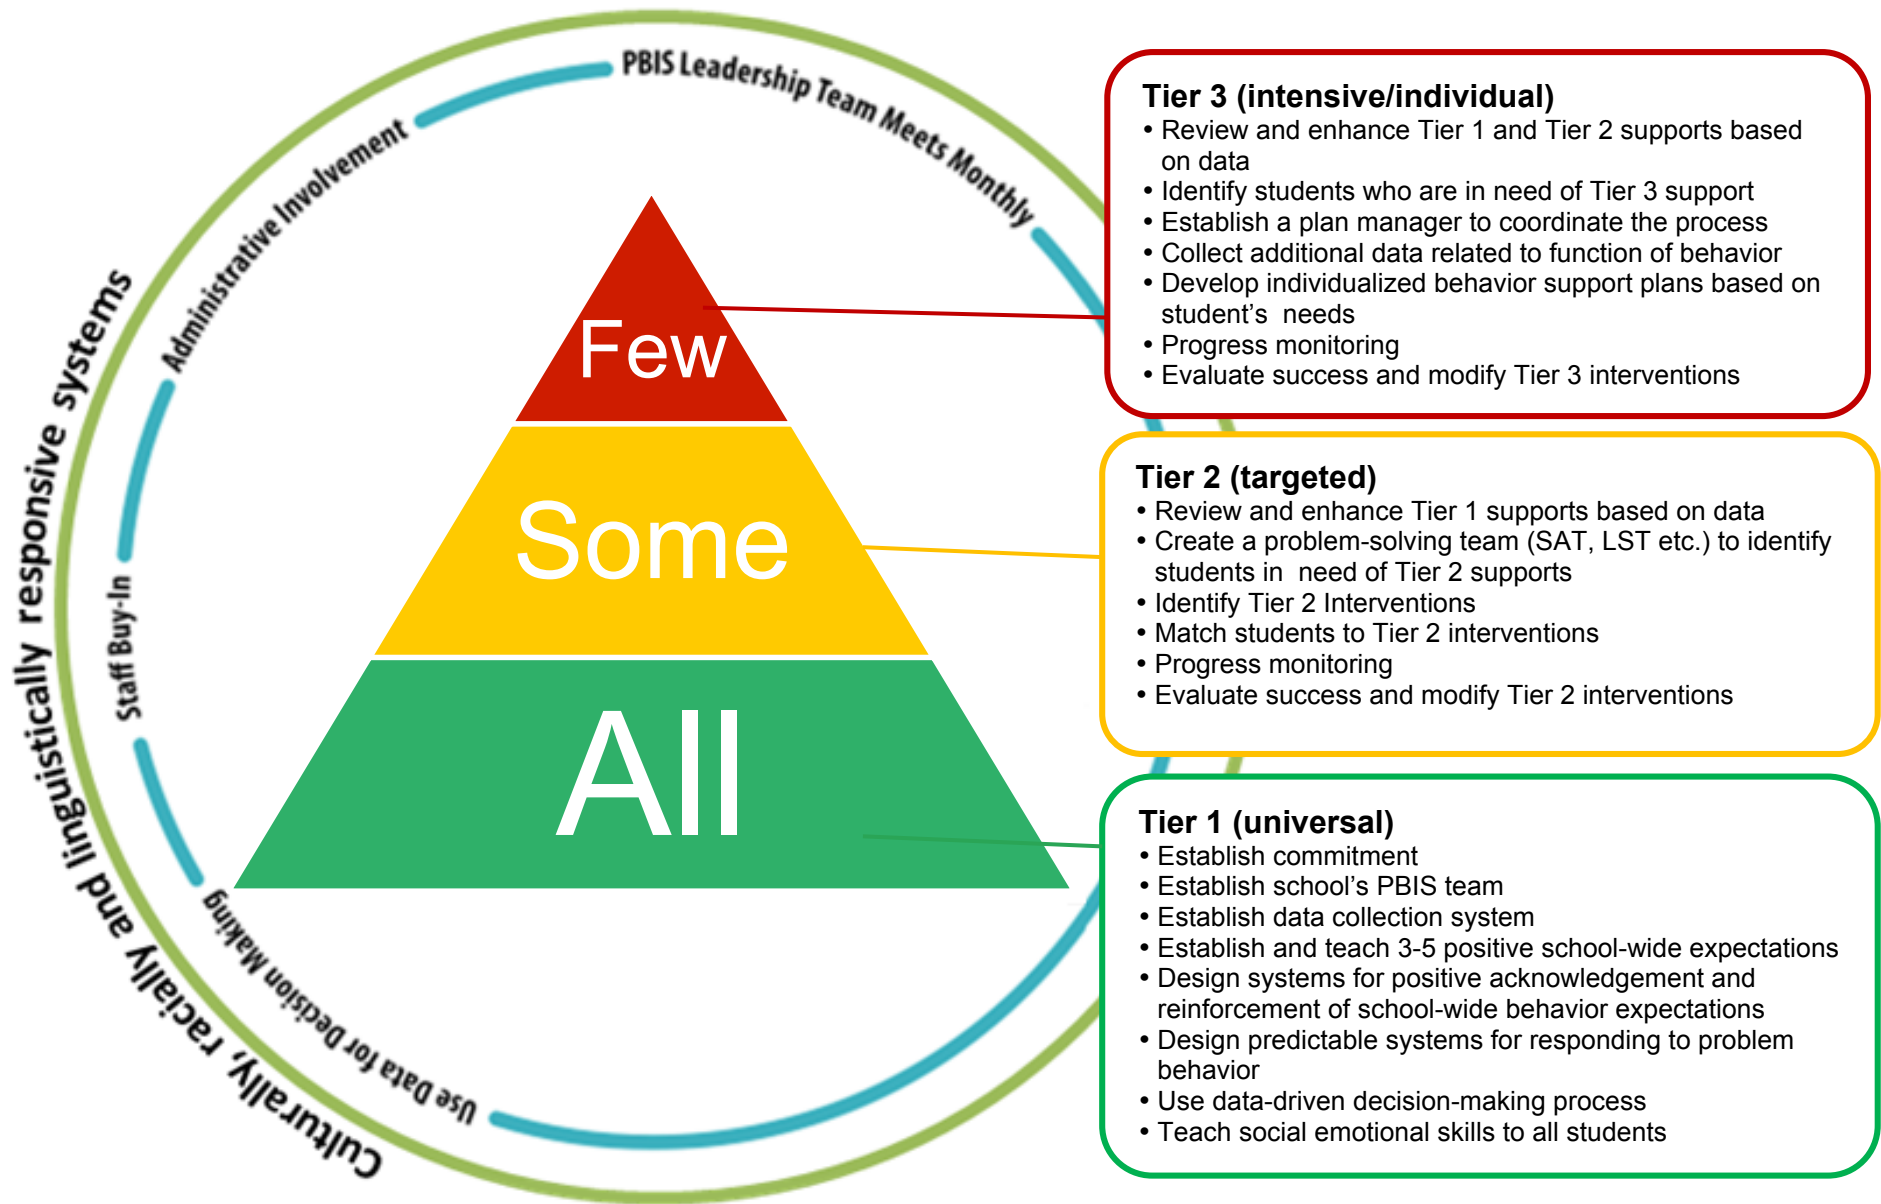 Culturally, racially and linguistically responsive systems
Use Data for Decision Making
Staff Buy-In
Administrative Involvement
PBIS Leadership Team Meets Monthly
Few
Some
All
Tier 3 (intensive/individual)
• Review and enhance Tier 1 and Tier 2 supports based
on data
• Identify students who are in need of Tier 3 support
• Establish a plan manager to coordinate the process
• Collect additional data related to function of behavior
• Develop individualized behavior support plans based on
student’s  needs
• Progress monitoring
• Evaluate success and modify Tier 3 interventions
Tier 2 (targeted)
• Review and enhance Tier 1 supports based on data
• Create a problem-solving team (SAT, LST etc.) to identify
students in  need of Tier 2 supports
• Identify Tier 2 Interventions
• Match students to Tier 2 interventions
• Progress monitoring
• Evaluate success and modify Tier 2 interventions
Tier 1 (universal)
• Establish commitment
• Establish school’s PBIS team
• Establish data collection system
• Establish and teach 3-5 positive school-wide expectations
• Design systems for positive acknowledgement and
reinforcement of school-wide behavior expectations
• Design predictable systems for responding to problem
behavior
• Use data-driven decision-making process
• Teach social emotional skills to all students